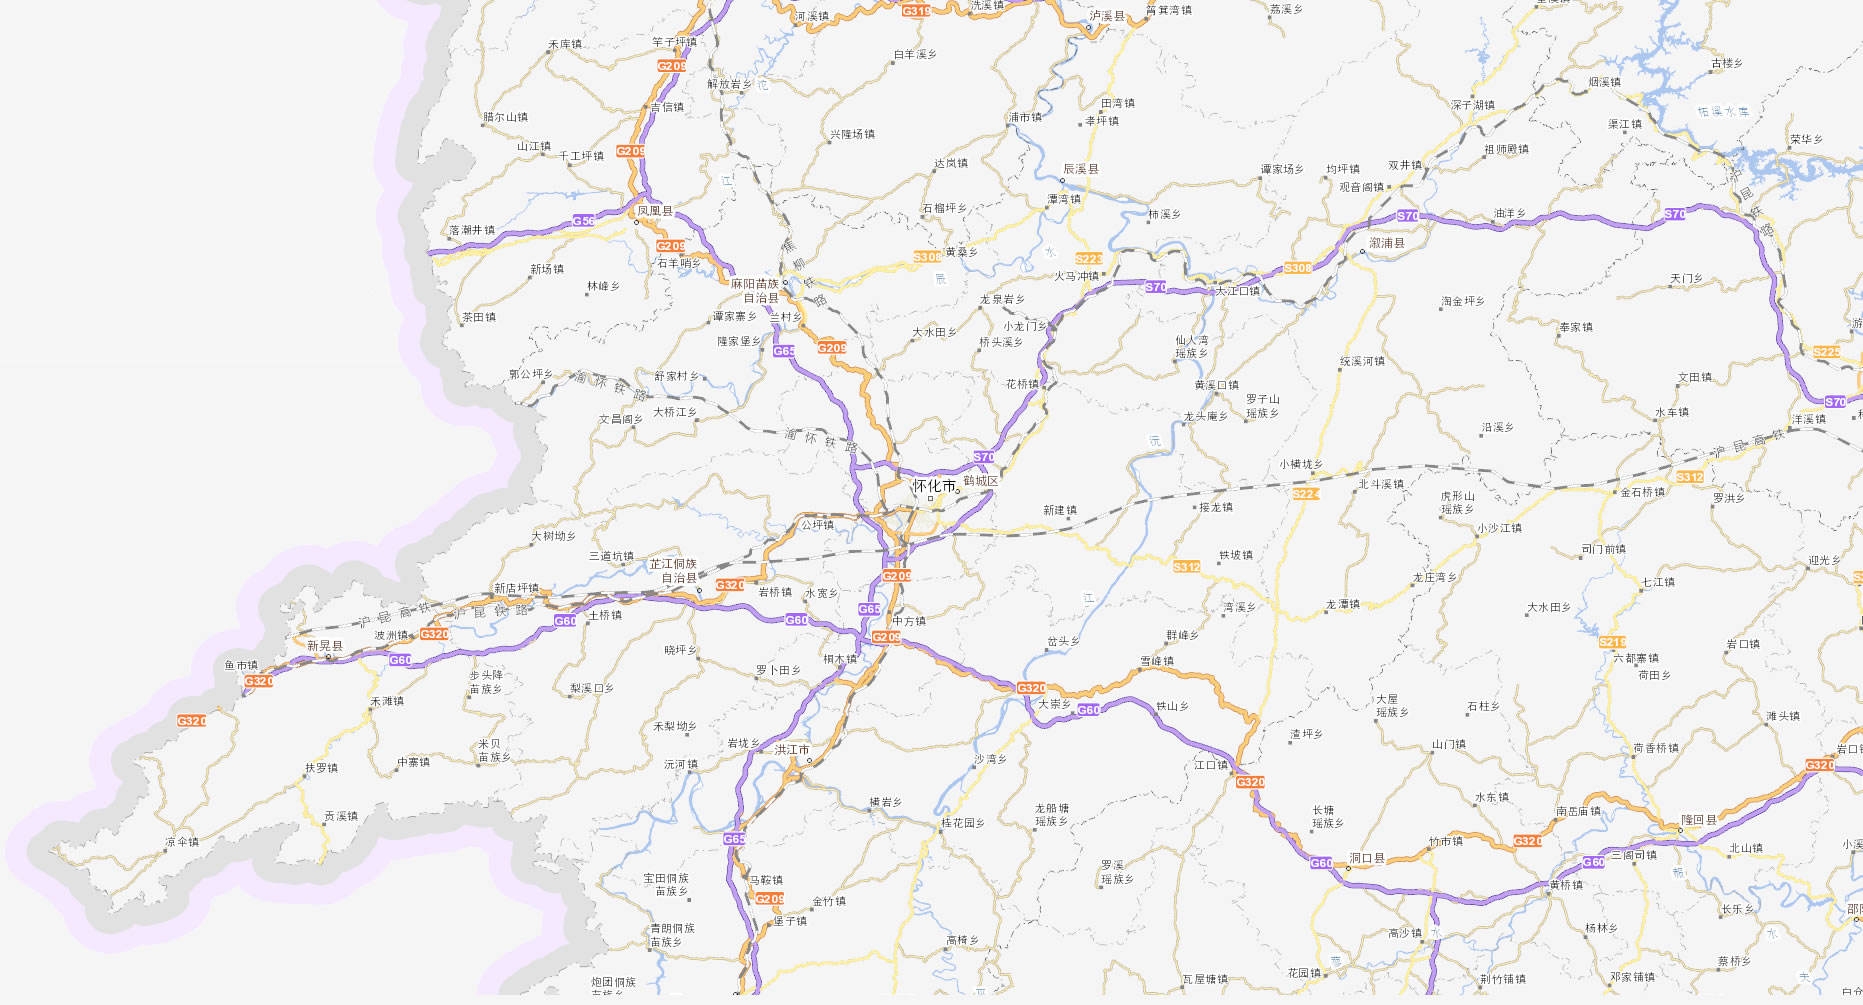 河溪镇
G319
洗溪镇
泸溪县
筲箕湾镇
荔溪乡
禾库镇
竿子坪镇
G209
白羊溪乡
解放岩乡
沱
古楼乡
烟溪镇
吉信镇
腊尔山镇
田湾镇
浦市镇
孝坪镇
深子湖镇
柘溪水库
渠江镇
兴隆场镇
荣华乡
山江镇
千工坪镇
G209
达岚镇
辰溪县
谭家场乡
均坪镇
双井镇
祖师殿镇
观音阁镇
江
沪昆铁路
凤凰县
G56
石榴坪乡
潭湾镇
柿溪乡
S70
油洋乡
S70
落潮井镇
G209
石羊哨乡
焦柳铁路
S308
黄桑乡
水
S223
溆浦县
新场镇
林峰乡
麻阳苗族
自治县
辰
火马冲镇
S70
S308
大江口镇
天门乡
茶田镇
谭家寨乡
兰村乡
龙泉岩乡
淘金坪乡
小龙门乡
奉家镇
隆家堡乡
G65
G209
大水田乡
桥头溪乡
仙人湾
瑶族乡
统溪河镇
S225
郭公坪乡
渝怀铁路
舒家村乡
花桥镇
黄溪口镇
文田镇
罗子山
瑶族乡
S70
文昌阁乡
大桥江乡
龙头庵乡
水车镇
洋溪镇
渝怀铁路
沅
沿溪乡
沪昆高铁
S70
怀化市
鹤城区
小横垅乡
S224
北斗溪镇
S312
金石桥镇
罗洪乡
虎形山
瑶族乡
公坪镇
新建镇
接龙镇
小沙江镇
大树坳乡
三道坑镇
芷江侗族
自治县
铁坡镇
司门前镇
迎光乡
S312
新店坪镇
G320
岩桥镇
水宽乡
G209
龙庄湾乡
七江镇
沪昆高铁
沪昆铁路
土桥镇
G60
G60
G65
江
湾溪乡
龙潭镇
大水田乡
中方镇
新晃县
波洲镇
G320
G209
岔头乡
群峰乡
S219
岩口镇
鱼市镇
G320
G60
晓坪乡
桐木镇
雪峰镇
六都寨镇
罗卜田乡
荷田乡
步头降
苗族乡
梨溪口乡
G320
禾滩镇
大崇乡
G60
铁山乡
大屋
瑶族乡
石柱乡
滩头镇
G320
禾梨坳乡
岩垅乡
洪江市
渣坪乡
山门镇
荷香桥镇
岩口
米贝
苗族乡
中寨镇
扶罗镇
沅河镇
沙湾乡
江口镇
G320
G320
横岩乡
龙船塘
瑶族乡
长塘
瑶族乡
水东镇
南岳庙镇
贡溪镇
桂花园乡
隆回县
凉伞镇
G65
竹市镇
G320
北山镇
小溪
罗溪
瑶族乡
G60
洞口县
G60
三阁司镇
宝田侗族
苗族乡
马鞍镇
G209
金竹镇
黄桥镇
长乐乡
邵阳
堡子镇
青朗侗族
苗族乡
高椅乡
高沙镇
水
杨林乡
水
蔡桥乡
炮团侗族
苗族乡
瓦屋塘镇
花园镇
蓼
荆竹铺镇
邓家铺镇
白仓